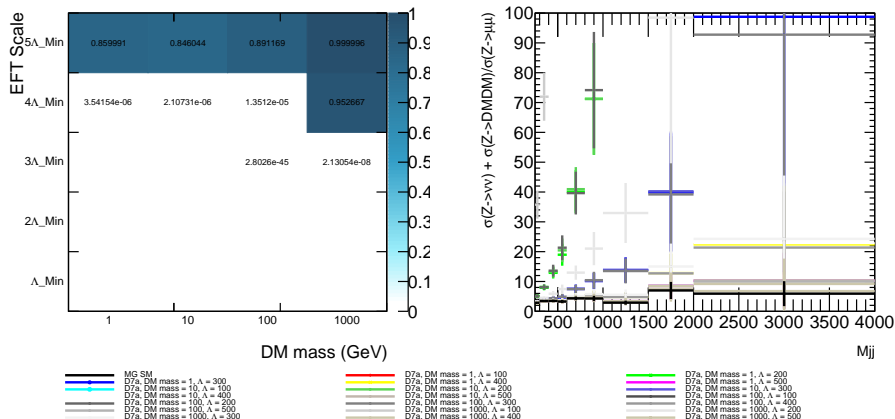 EFT Scale
5Λ_Min
4Λ_Min
3Λ_Min
2Λ_Min
Λ_Min
0.859991 0.846044 0.891169 0.999996
3.54154e-06 2.10731e-06 1.3512e-05 0.952667
2.8026e-45 2.13054e-08
1 10 100 1000
DM mass (GeV)
1
0.9
0.8
0.7
0.6
0.5
0.4
0.3
0.2
0.1
0
σ(Z->νν) + σ(Z->DMDM)/σ(Z->μμ)
100
90
80
70
60
50
40
30
20
10
0
500 1000 1500 2000 2500 3000 3500 4000
Mjj
MG SM
D7a, DM mass = 1, Λ = 100
D7a, DM mass = 1, Λ = 200
D7a, DM mass = 1, Λ = 300
D7a, DM mass = 1, Λ = 400
D7a, DM mass = 1, Λ = 500
D7a, DM mass = 10, Λ = 100
D7a, DM mass = 10, Λ = 200
D7a, DM mass = 10, Λ = 300
D7a, DM mass = 10, Λ = 400
D7a, DM mass = 10, Λ = 500
D7a, DM mass = 100, Λ = 100
D7a, DM mass = 100, Λ = 200
D7a, DM mass = 100, Λ = 300
D7a, DM mass = 100, Λ = 400
D7a, DM mass = 100, Λ = 500
D7a, DM mass = 1000, Λ = 100
D7a, DM mass = 1000, Λ = 200
D7a, DM mass = 1000, Λ = 300
D7a, DM mass = 1000, Λ = 400
D7a, DM mass = 1000, Λ = 500